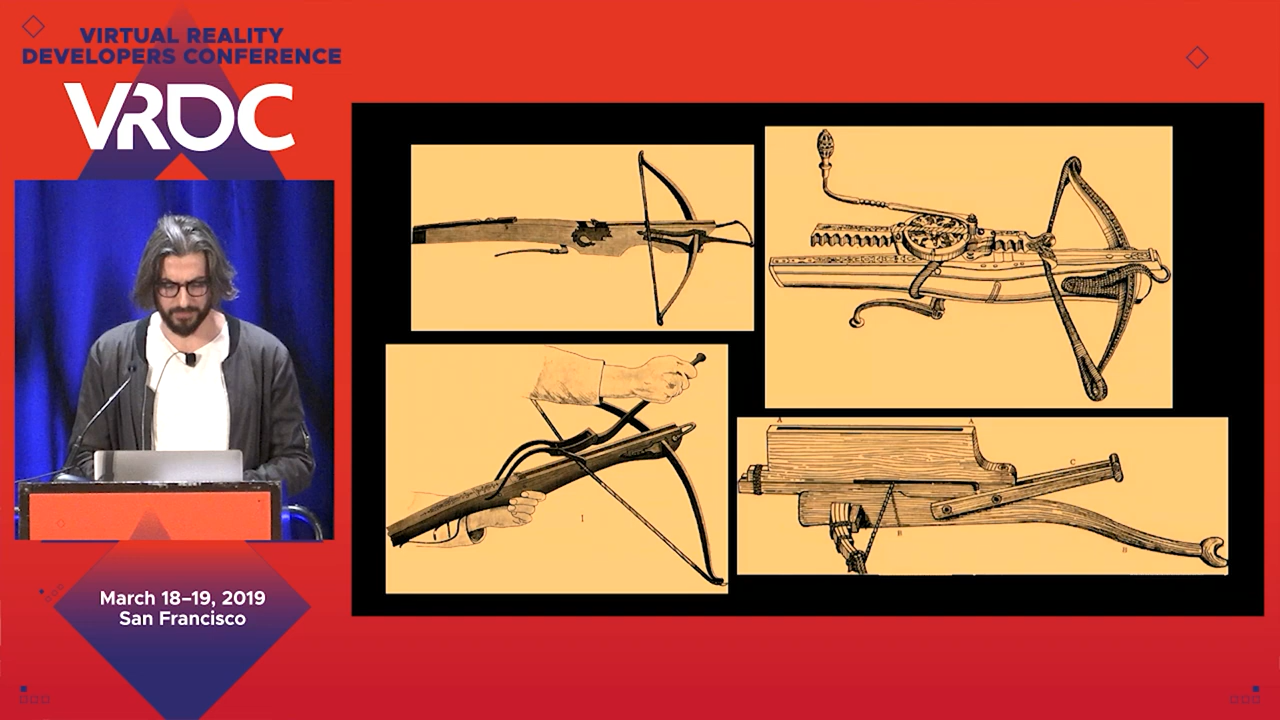 VIRTUAL REALITY
DEVELOPERS CONFERENCE
VRDC
March 18–19, 2019
San Francisco
A
A
C
B
B
I